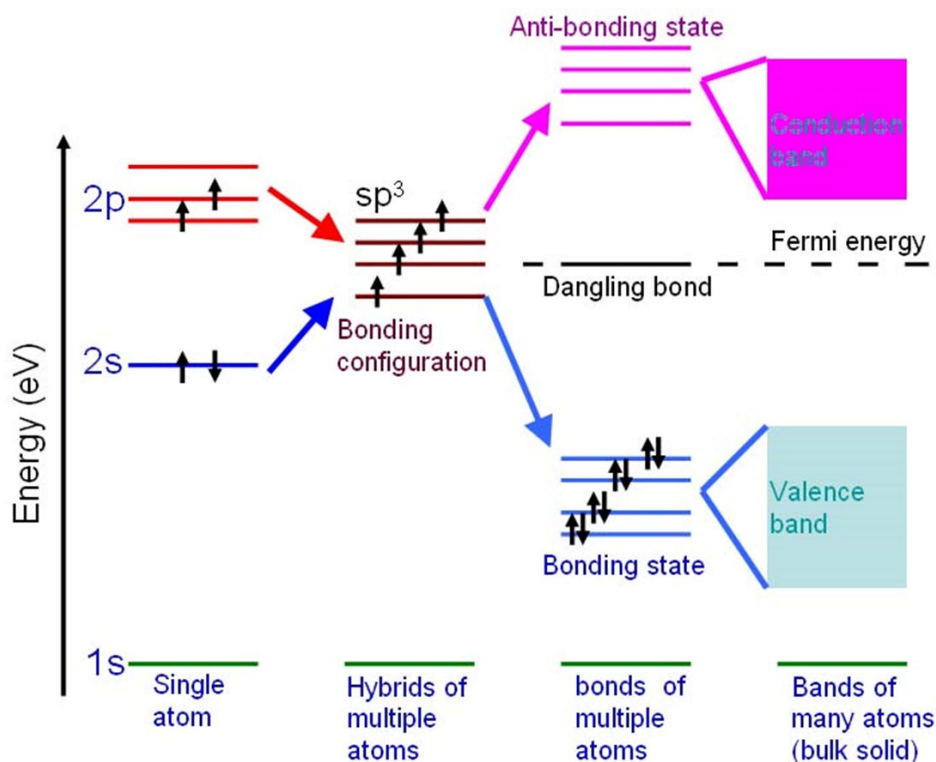 Anti-bonding state
Conduction
band
2p
sp³
Fermi energy
Dangling bond
Bonding
configuration
2s
Energy (eV)
Valence
band
Bonding state
1s
Single
atom
Hybrids of
multiple
atoms
bonds of
multiple
atoms
Bands of
many atoms
(bulk solid)